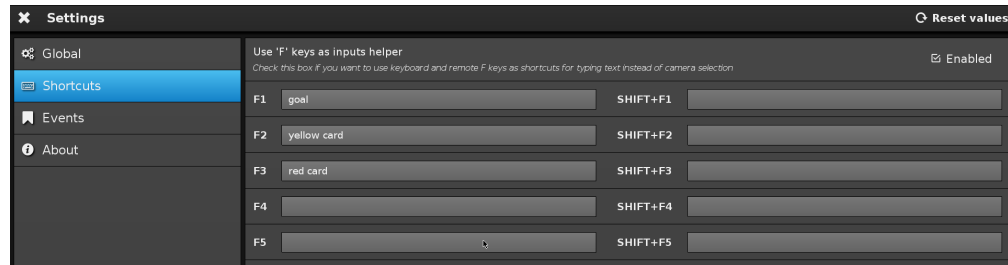 Settings
Reset values
Global
Shortcuts
Events
About
Use 'F' keys as inputs helper
Check this box if you want to use keyboard and remote F keys as shortcuts for typing text instead of camera selection
Enabled
F1 goal SHIFT+F1
F2 yellow card SHIFT+F2
F3 red card SHIFT+F3
F4 SHIFT+F4
F5 SHIFT+F5